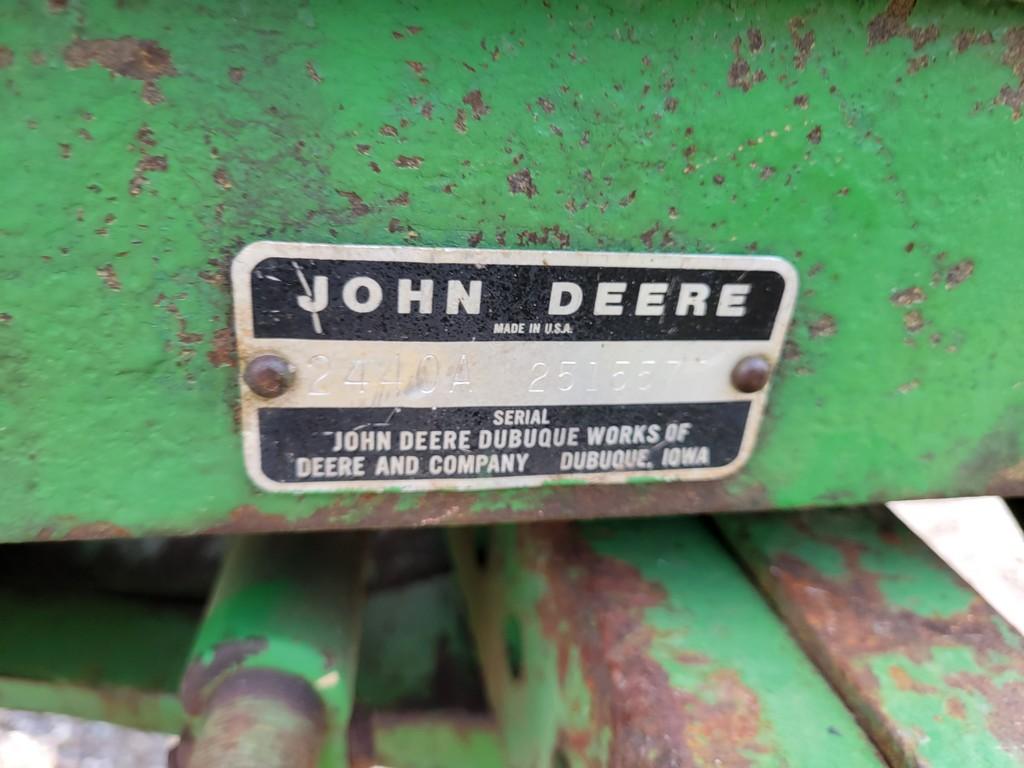 JOHN DEERE
MADE IN U.S.A.
2440A
SERIAL
JOHN DEERE DUBUQUE WORKS OF
DEERE AND COMPANY DUBUQUE, IOWA